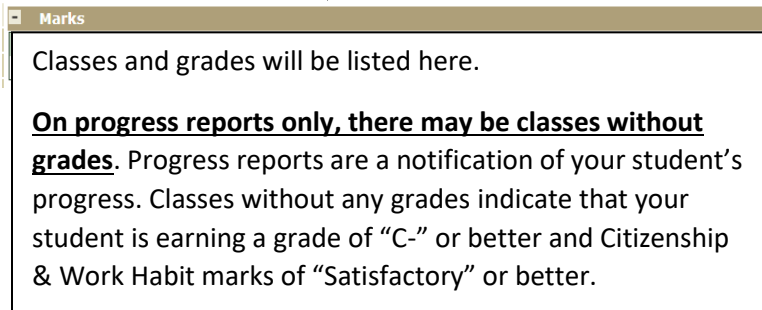 - Marks
Classes and grades will be listed here.
On progress reports only, there may be classes without
grades. Progress reports are a notification of your student’s
progress. Classes without any grades indicate that your
student is earning a grade of “C-” or better and Citizenship
& Work Habit marks of “Satisfactory” or better.